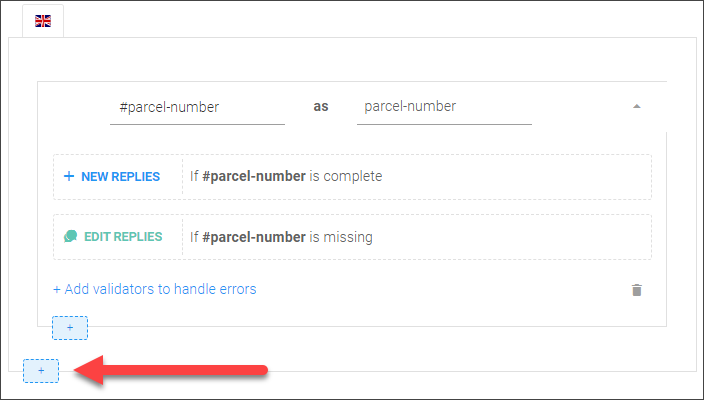 #parcel-number as parcel-number
+ NEW REPLIES If #parcel-number is complete
EDIT REPLIES If #parcel-number is missing
+ Add validators to handle errors
+
+